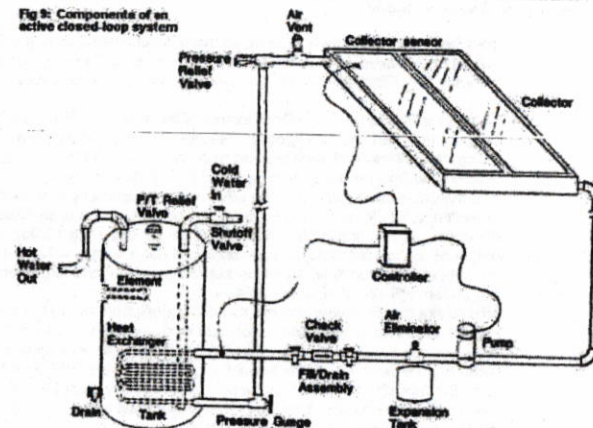 Fig 9: Components of an
active closed-loop system
Air
Vent
Collector sensor
Pressure
Relief
Valve
Collector
Cold
Water
In
P/T Relief
Valve
Shutoff
Valve
Hot
Water
Out
Element
Controller
Heat
Exchanger
Check
Valve
Air
Eliminator
Pump
Fill/Drain
Assembly
Drain
Tank
Pressure Guage
Expansion
Tank